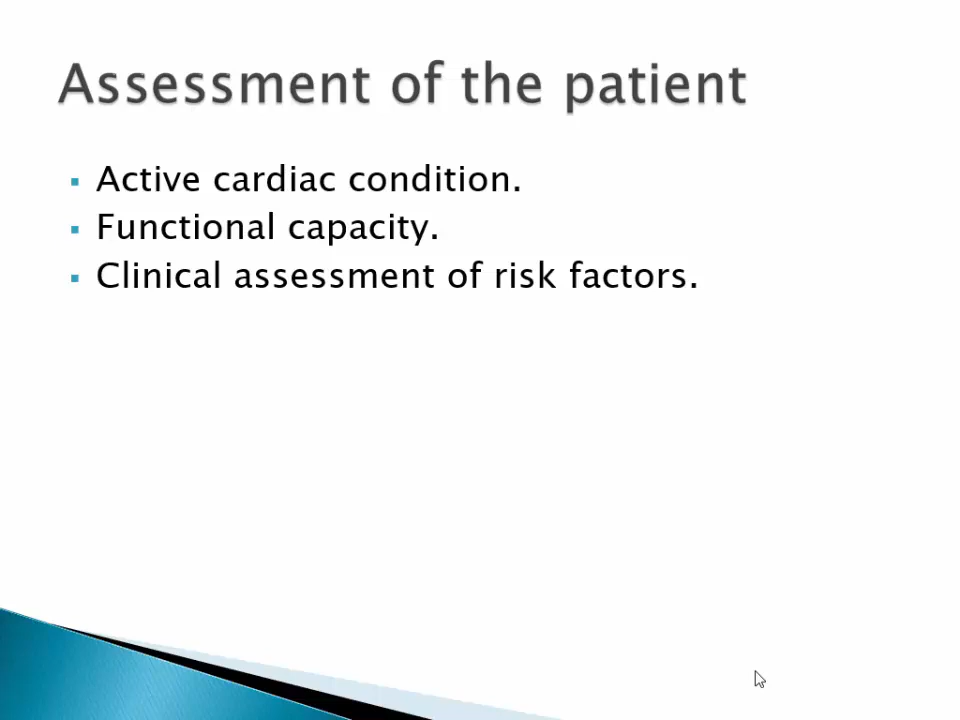 Assessment of the patient
Active cardiac condition.
Functional capacity.
Clinical assessment of risk factors.